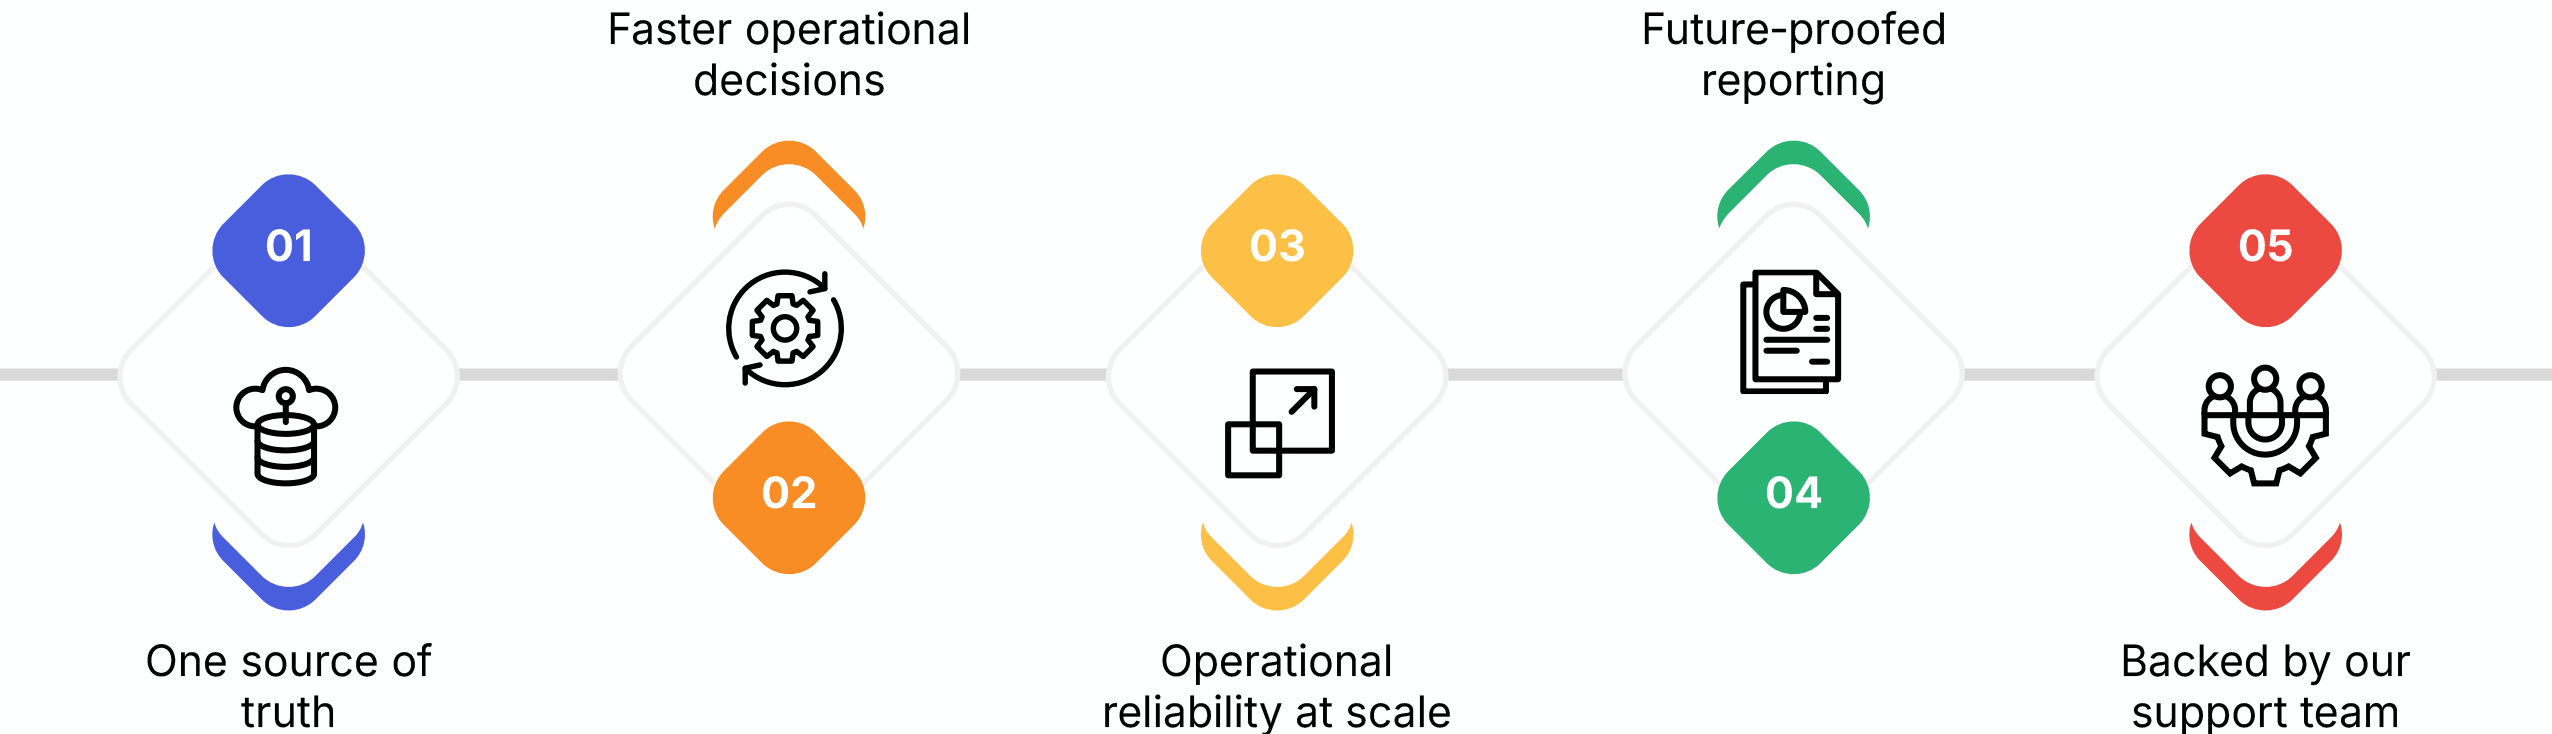 01
One source of
truth
Faster operational
decisions
02
03
Operational
reliability at scale
Future-proofed
reporting
04
05
Backed by our
support team